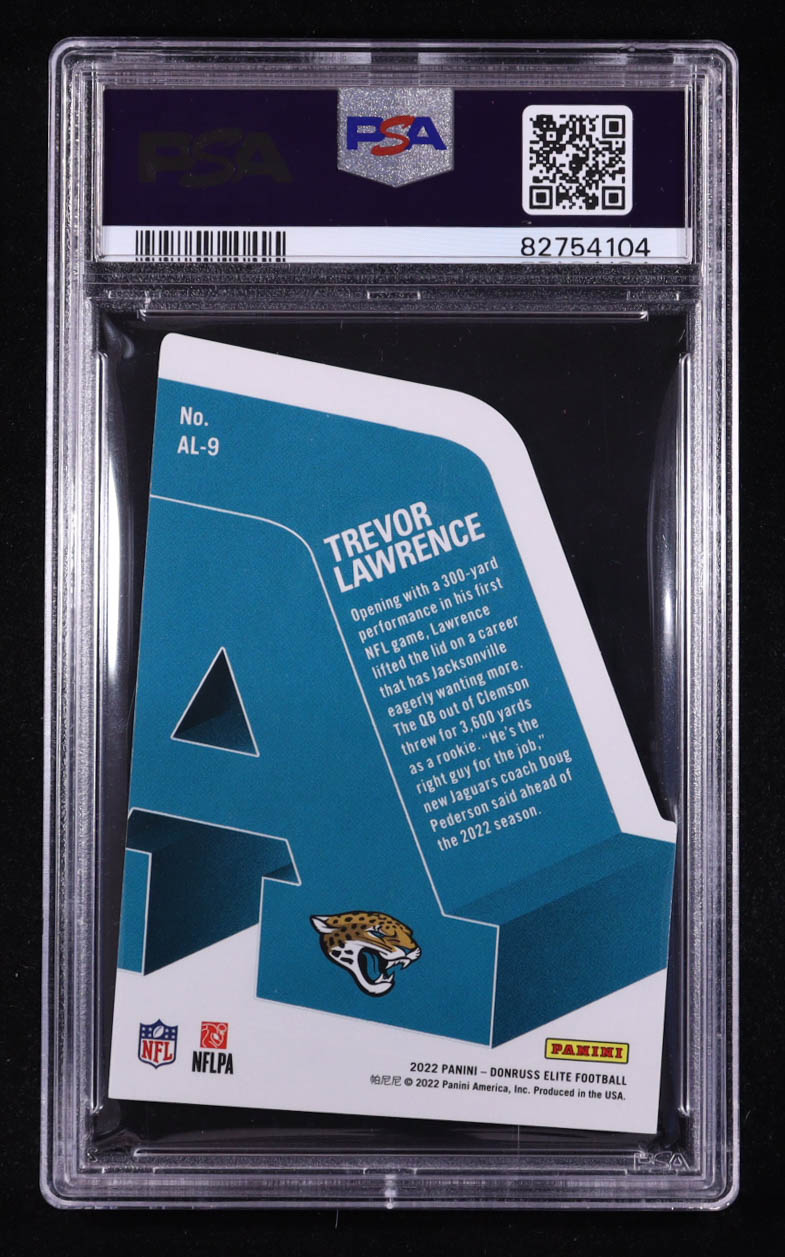 PSA
PSA
82754104
No.
AL-9
TREVOR
LAWRENCE
Opening with a 300-yard
performance in his first
NFL game, Lawrence
lifted the lid on a career
that has Jacksonville
eagerly wanting more.
The QB out of Clemson
threw for 3,600 yards
as a rookie. “He’s the
right guy for the job,”
new Jaguars coach Doug
Pederson said ahead of
the 2022 season.
NFL
NFLPA
PANINI
2022 PANINI – DONRUSS ELITE FOOTBALL
帕尼尼 © 2022 Panini America, Inc. Produced in the USA.
PSA